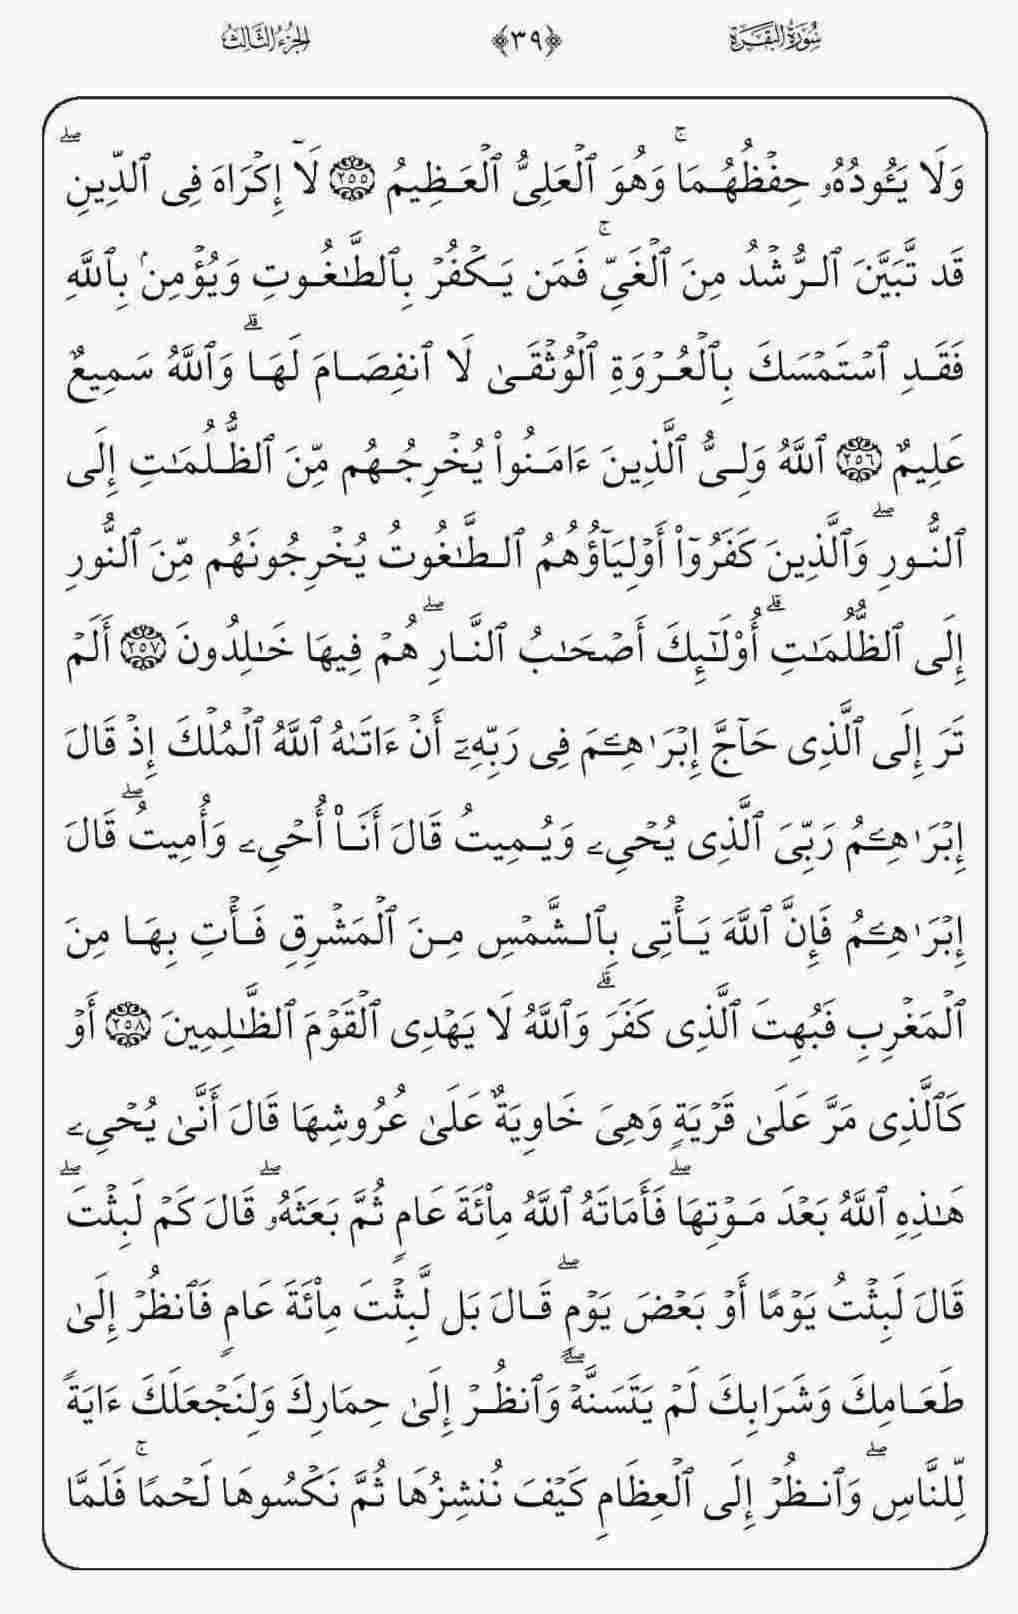 سُورَةُ البَقَرَةِ ﴿٣٩﴾ الجُزْءُ الثَّالِثُ
وَلَا يَـُٔودُهُۥ حِفْظُهُمَاۚ وَهُوَ ٱلْعَلِىُّ ٱلْعَظِيمُ ٢٥٥ لَآ إِكْرَاهَ فِى ٱلدِّينِۖ
قَد تَّبَيَّنَ ٱلرُّشْدُ مِنَ ٱلْغَىِّۚ فَمَن يَكْفُرْ بِٱلطَّٰغُوتِ وَيُؤْمِنۢ بِٱللَّهِ
فَقَدِ ٱسْتَمْسَكَ بِٱلْعُرْوَةِ ٱلْوُثْقَىٰ لَا ٱنفِصَامَ لَهَاۗ وَٱللَّهُ سَمِيعٌ
عَلِيمٌ ٢٥٦ ٱللَّهُ وَلِىُّ ٱلَّذِينَ ءَامَنُوا۟ يُخْرِجُهُم مِّنَ ٱلظُّلُمَٰتِ إِلَى
ٱلنُّورِۖ وَٱلَّذِينَ كَفَرُوٓا۟ أَوْلِيَآؤُهُمُ ٱلطَّٰغُوتُ يُخْرِجُونَهُم مِّنَ ٱلنُّورِ
إِلَى ٱلظُّلُمَٰتِۗ أُو۟لَٰٓئِكَ أَصْحَٰبُ ٱلنَّارِۖ هُمْ فِيهَا خَٰلِدُونَ ٢٥٧ أَلَمْ
تَرَ إِلَى ٱلَّذِى حَآجَّ إِبْرَٰهِۦمَ فِى رَبِّهِۦٓ أَنْ ءَاتَىٰهُ ٱللَّهُ ٱلْمُلْكَ إِذْ قَالَ
إِبْرَٰهِۦمُ رَبِّىَ ٱلَّذِى يُحْىِۦ وَيُمِيتُ قَالَ أَنَا۠ أُحْىِۦ وَأُمِيتُۖ قَالَ
إِبْرَٰهِۦمُ فَإِنَّ ٱللَّهَ يَأْتِى بِٱلشَّمْسِ مِنَ ٱلْمَشْرِقِ فَأْتِ بِهَا مِنَ
ٱلْمَغْرِبِ فَبُهِتَ ٱلَّذِى كَفَرَۗ وَٱللَّهُ لَا يَهْدِى ٱلْقَوْمَ ٱلظَّٰلِمِينَ ٢٥٨ أَوْ
كَٱلَّذِى مَرَّ عَلَىٰ قَرْيَةٍ وَهِىَ خَاوِيَةٌ عَلَىٰ عُرُوشِهَا قَالَ أَنَّىٰ يُحْىِۦ
هَٰذِهِ ٱللَّهُ بَعْدَ مَوْتِهَاۖ فَأَمَاتَهُ ٱللَّهُ مِا۟ئَةَ عَامٍ ثُمَّ بَعَثَهُۥۖ قَالَ كَمْ لَبِثْتَۖ
قَالَ لَبِثْتُ يَوْمًا أَوْ بَعْضَ يَوْمٍۖ قَالَ بَل لَّبِثْتَ مِا۟ئَةَ عَامٍ فَٱنظُرْ إِلَىٰ
طَعَامِكَ وَشَرَابِكَ لَمْ يَتَسَنَّهْۖ وَٱنظُرْ إِلَىٰ حِمَارِكَ وَلِنَجْعَلَكَ ءَايَةً
لِّلنَّاسِۖ وَٱنظُرْ إِلَى ٱلْعِظَامِ كَيْفَ نُنشِزُهَا ثُمَّ نَكْسُوهَا لَحْمًاۚ فَلَمَّا